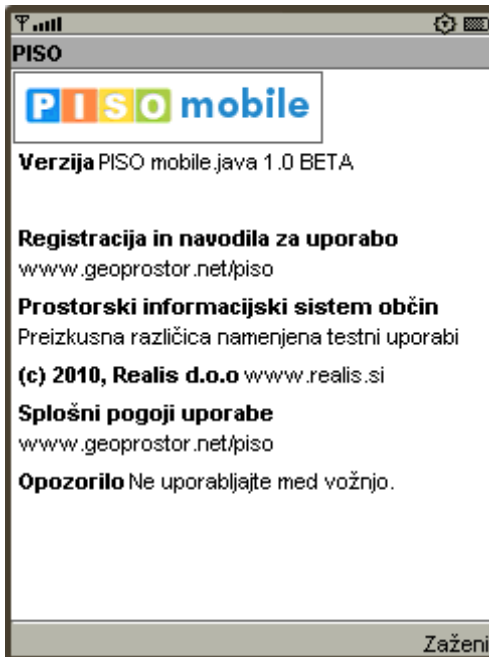 PISO
PISO mobile
Verzija PISO mobile.java 1.0 BETA
Registracija in navodila za uporabo
www.geoprostor.net/piso
Prostorski informacijski sistem občin
Preizkusna različica namenjena testni uporabi
(c) 2010, Realis d.o.o www.realis.si
Splošni pogoji uporabe
www.geoprostor.net/piso
Opozorilo Ne uporabljajte med vožnjo.
Zaženi